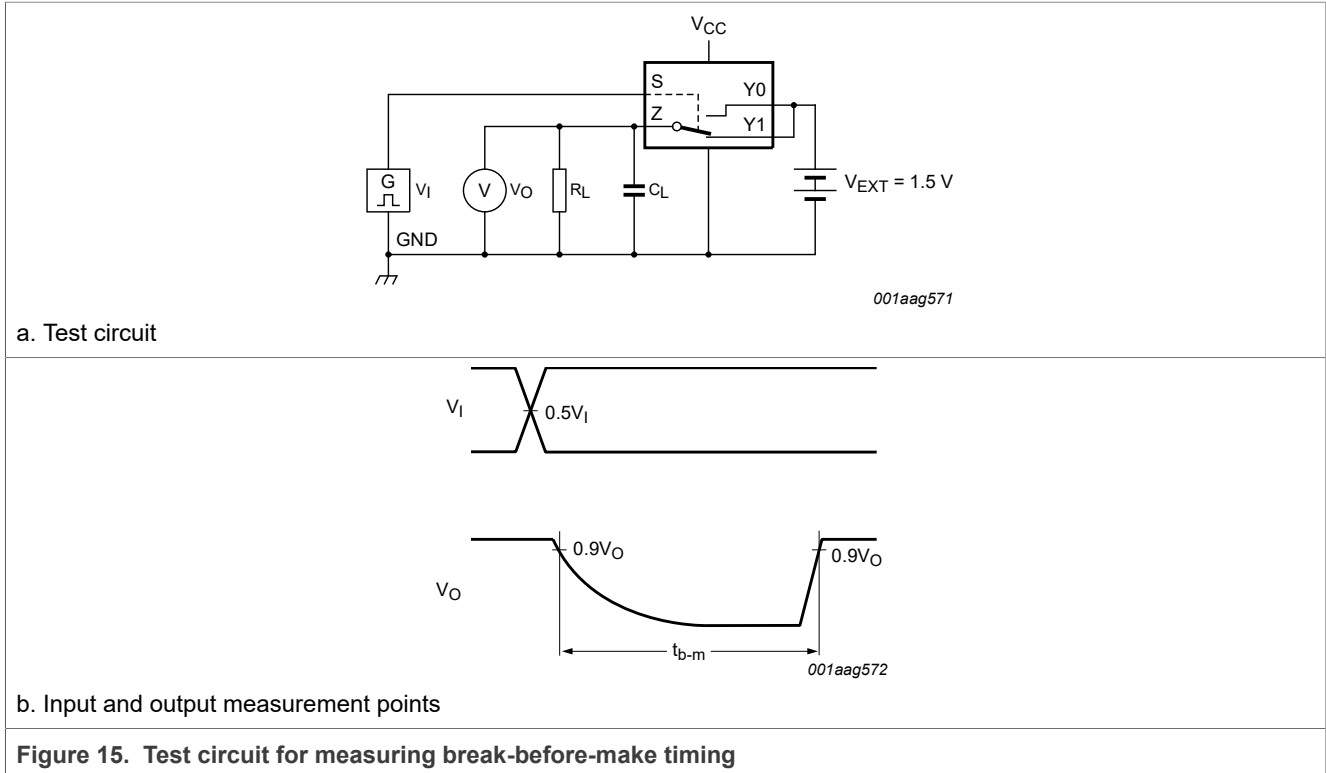 VCC
S
Y0
Z
Y1
G
VI
V
VO
RL
CL
VEXT = 1.5 V
GND
001aag571
a. Test circuit
VI
0.5VI
0.9VO
0.9VO
VO
tb-m
001aag572
b. Input and output measurement points
Figure 15. Test circuit for measuring break-before-make timing